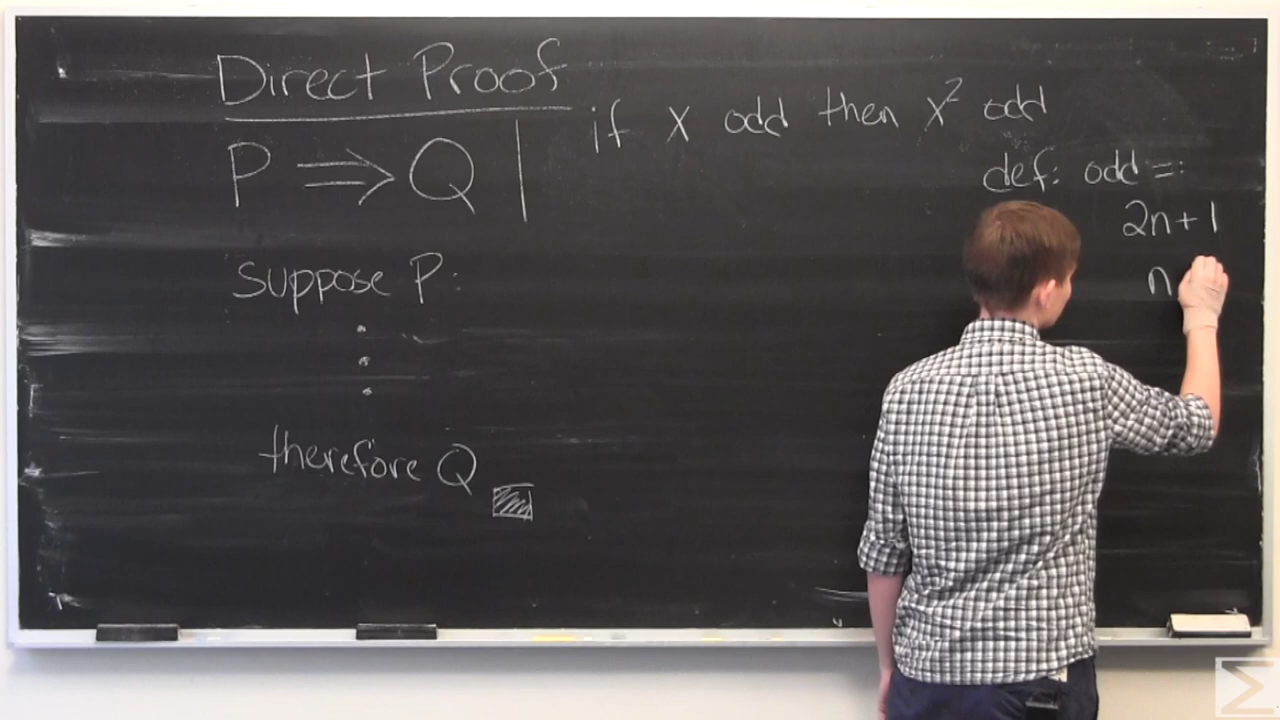 Direct Proof
P ⟹ Q
suppose P:
therefore Q
if x odd then x² odd
def: odd =:
2n+1
n
Σ